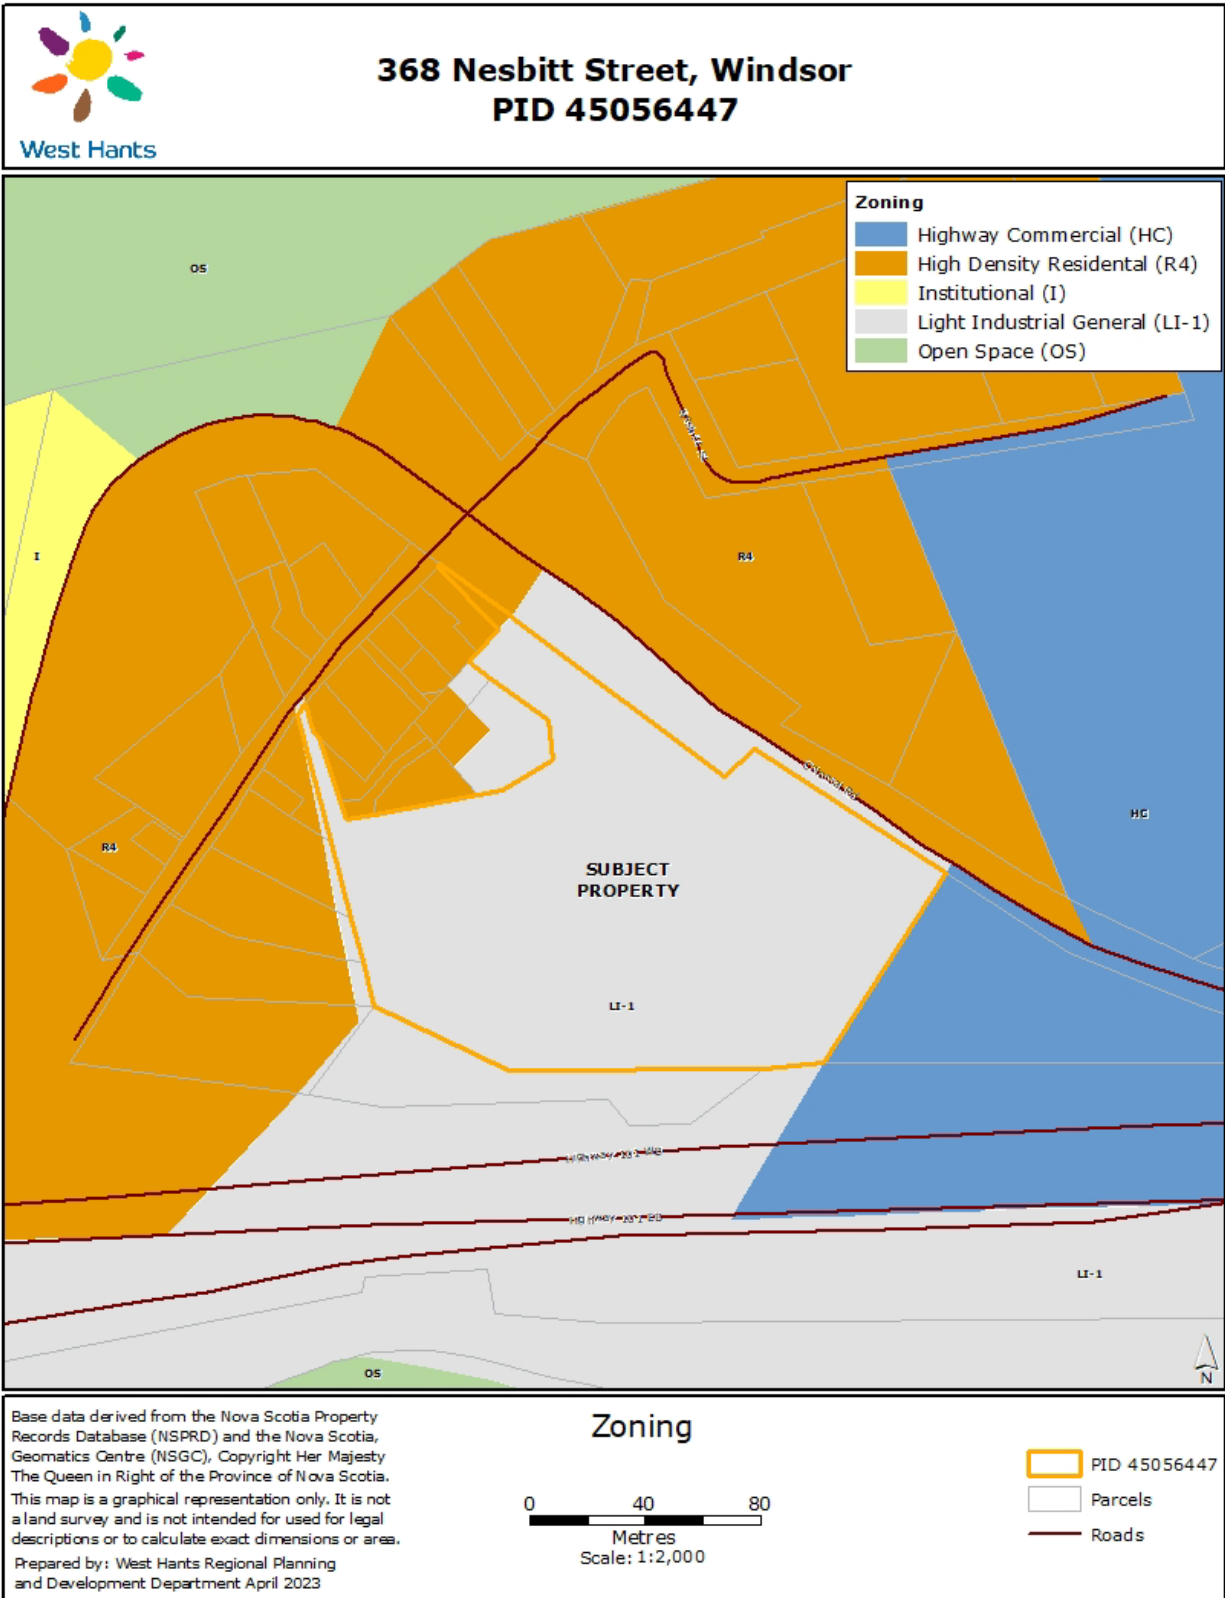 West Hants
368 Nesbitt Street, Windsor
PID 45056447
Zoning
Highway Commercial (HC)
High Density Residental (R4)
Institutional (I)
Light Industrial General (LI-1)
Open Space (OS)
OS
I
R4
HC
R4
SUBJECT
PROPERTY
LI-1
Highway 101 WB
Highway 101 EB
LI-1
OS
N
Base data derived from the Nova Scotia Property
Records Database (NSPRD) and the Nova Scotia,
Geomatics Centre (NSGC), Copyright Her Majesty
The Queen in Right of the Province of Nova Scotia.
This map is a graphical representation only. It is not
a land survey and is not intended for used for legal
descriptions or to calculate exact dimensions or area.
Prepared by: West Hants Regional Planning
and Development Department April 2023
Zoning
0 40 80
Metres
Scale: 1:2,000
PID 45056447
Parcels
Roads